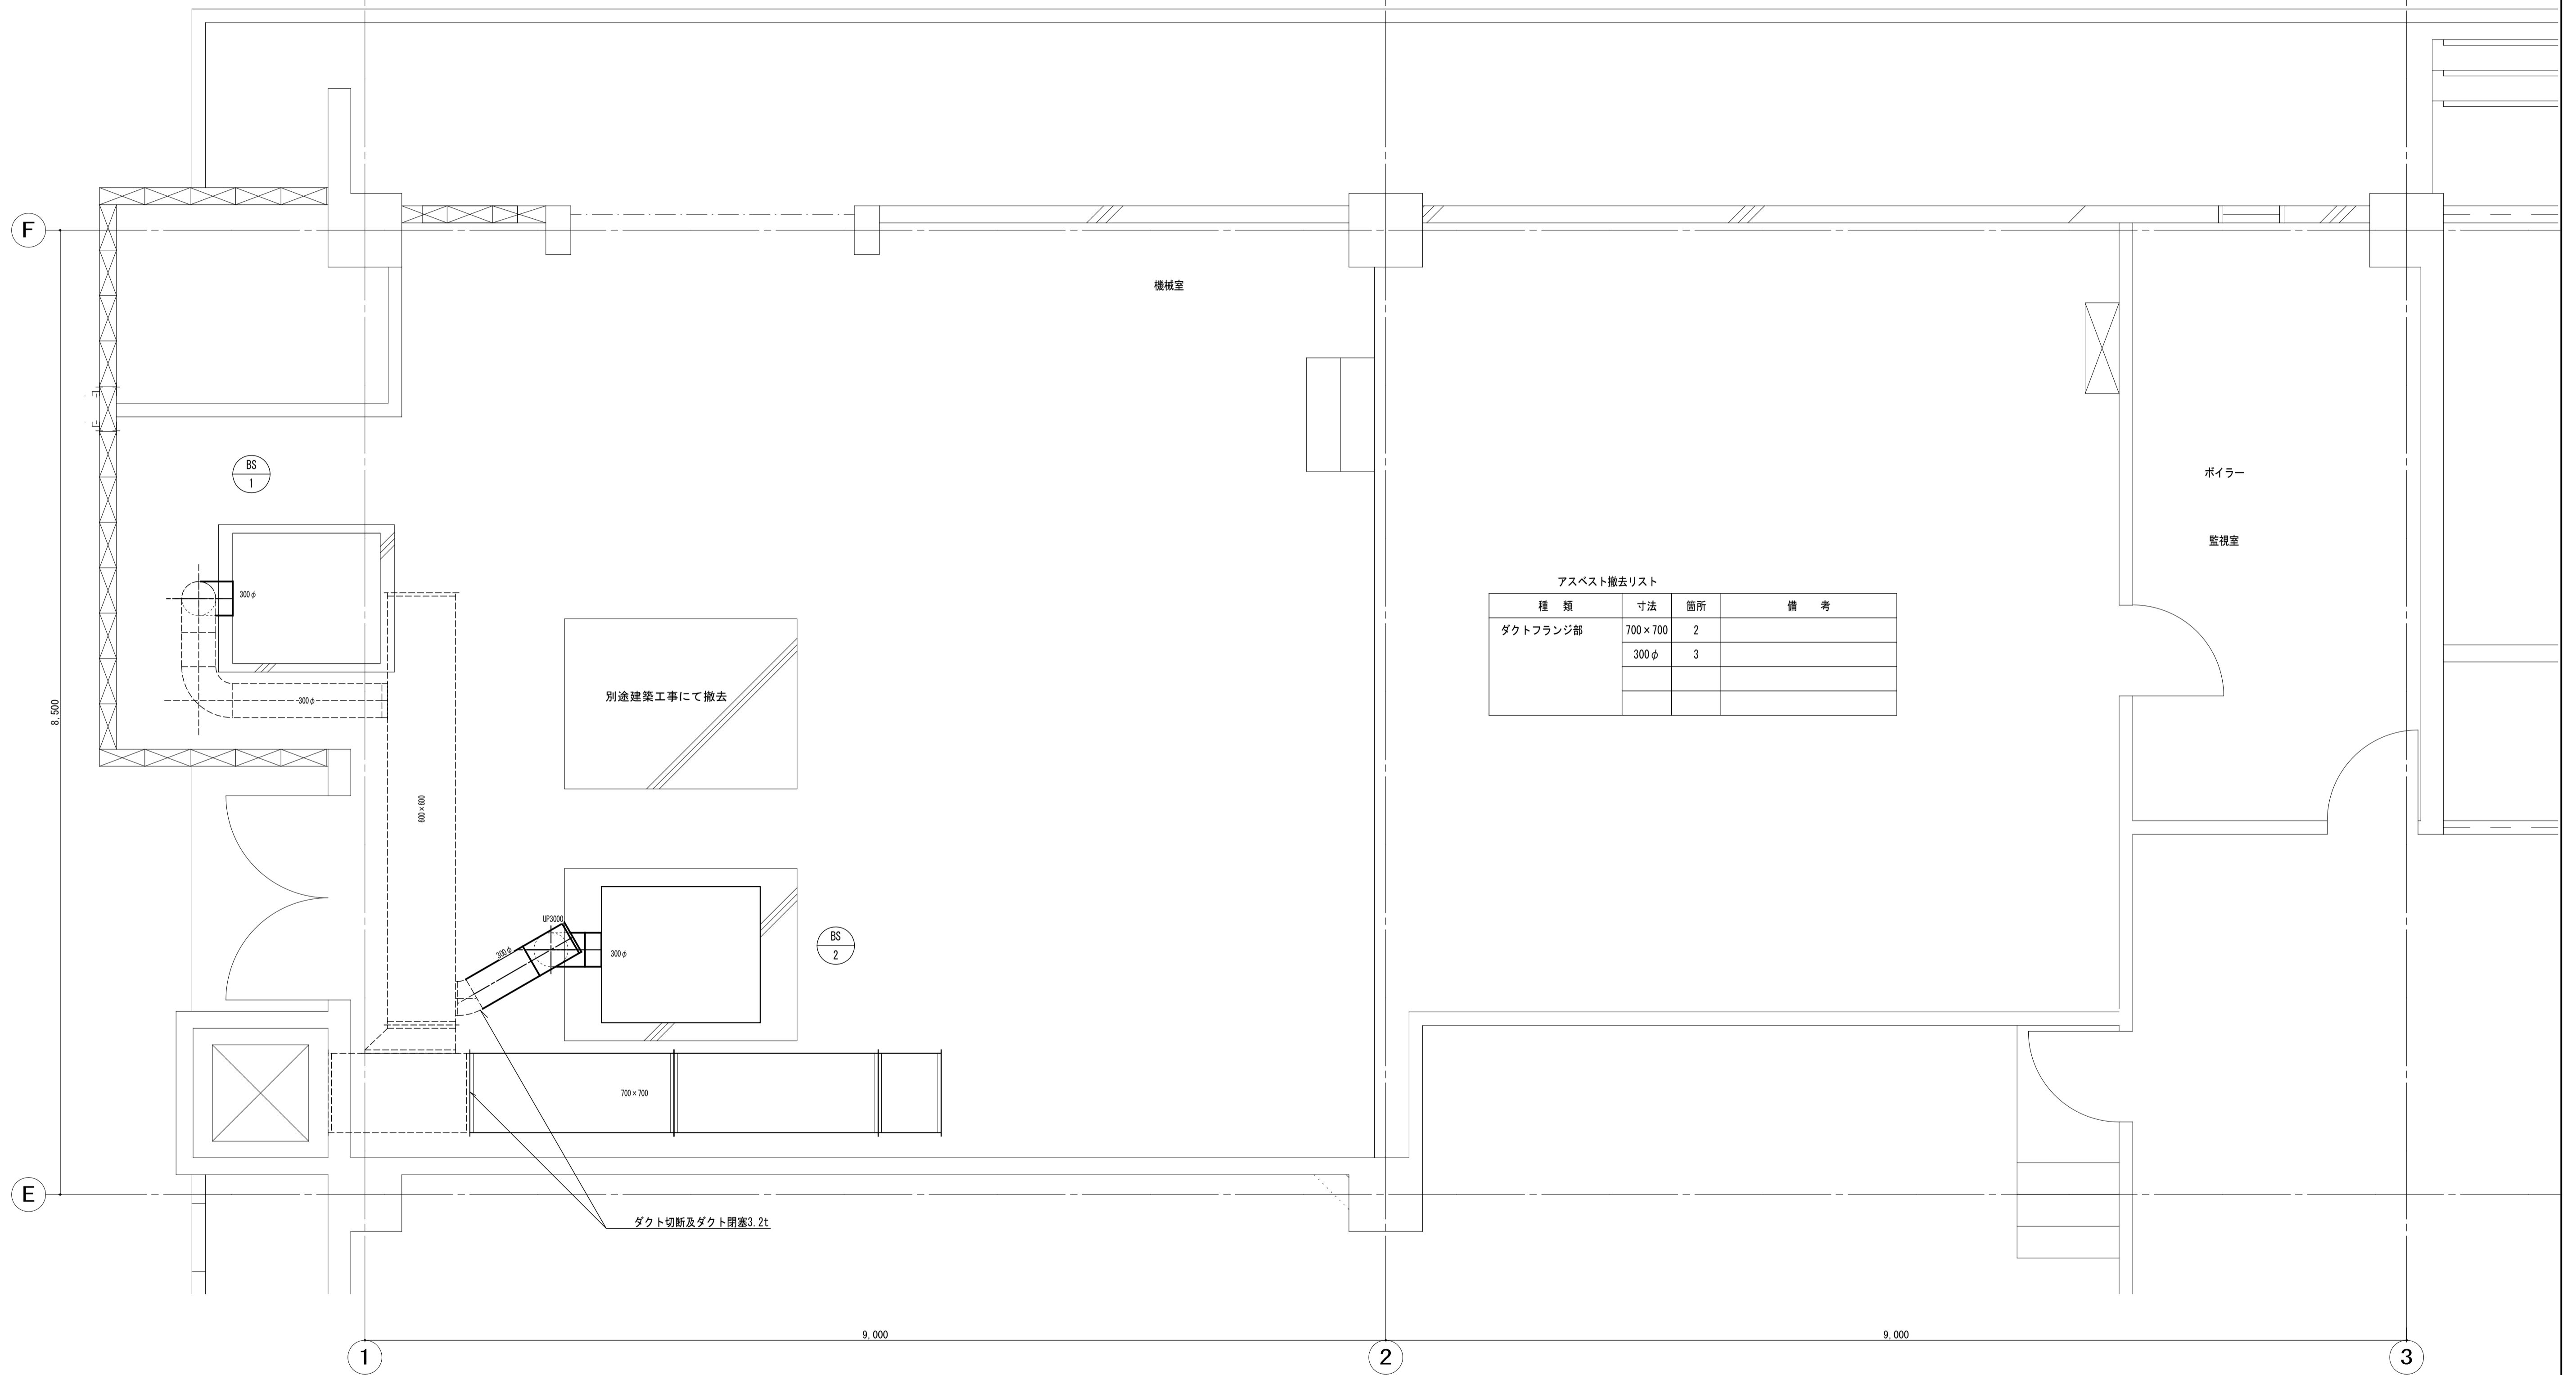 F
機械室
BS
1
ボイラー
監視室
300φ
アスベスト撤去リスト
種 類 寸法 箇所 備 考
ダクトフランジ部 700×700 2
300φ 3
別途建築工事にて撤去
300φ
8,500
600×600
UP3000
300φ
300φ
BS
2
700×700
E
ダクト切断及ダクト閉塞3.2t
9,000
9,000
1
2
3